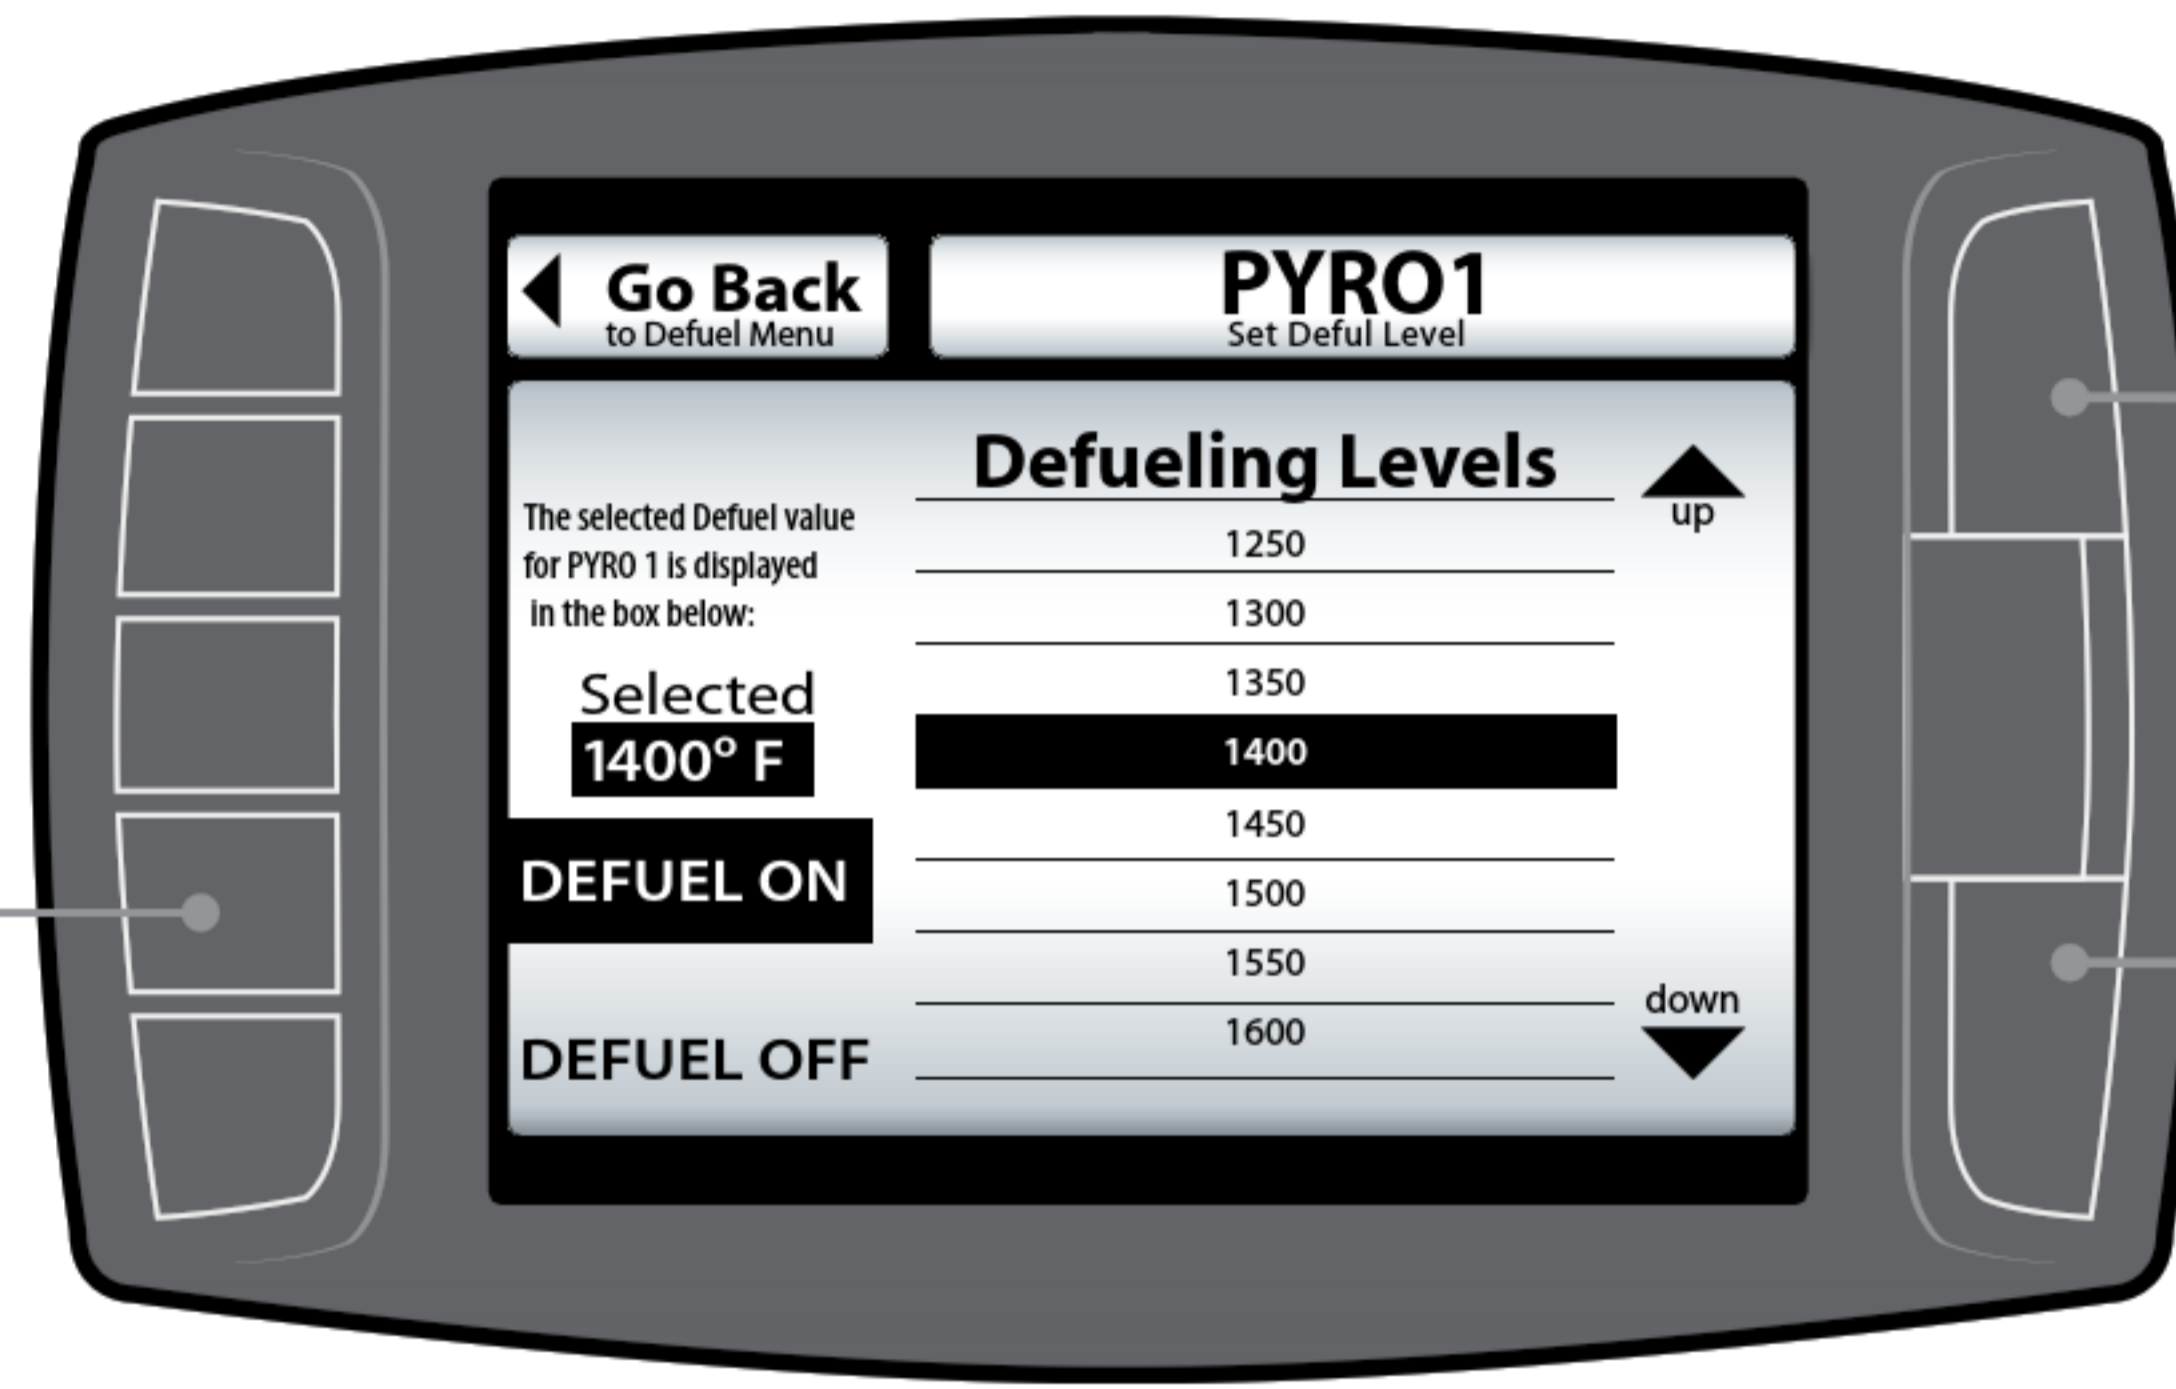 Go Back
to Defuel Menu
PYRO1
Set Deful Level
The selected Defuel value
for PYRO 1 is displayed
in the box below:
Selected
1400º F
DEFUEL ON
DEFUEL OFF
Defueling Levels
1250
1300
1350
1400
1450
1500
1550
1600
up
down